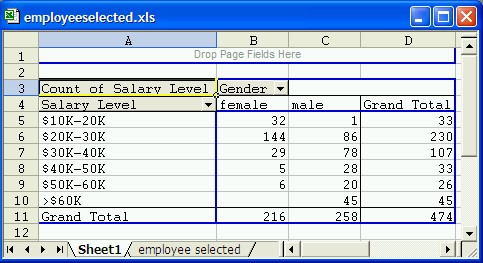 employeeselected.xls
A B C D
1 Drop Page Fields Here
2
3 Count of Salary Level Gender
4 Salary Level female male Grand Total
5 $10K-20K 32 1 33
6 $20K-30K 144 86 230
7 $30K-40K 29 78 107
8 $40K-50K 5 28 33
9 $50K-60K 6 20 26
10 >$60K 45 45
11 Grand Total 216 258 474
12
Sheet1 employee selected